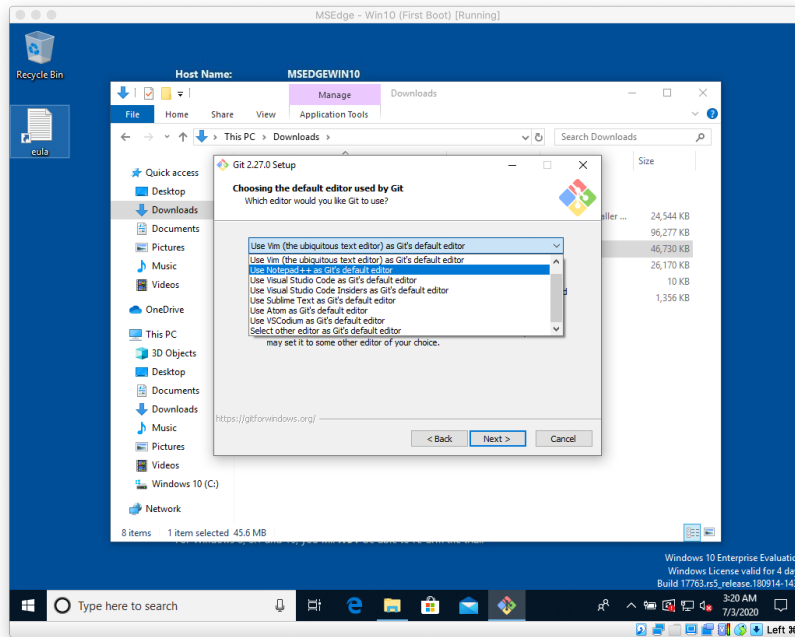 MSEdge - Win10 (First Boot) [Running]
Recycle Bin
Host Name: MSEDGEWIN10
eula
Manage Downloads
File Home Share View Application Tools
This PC > Downloads > Search Downloads
Size
Quick access
Desktop
Downloads
Documents
Pictures
Music
Videos
OneDrive
This PC
3D Objects
Desktop
Documents
Downloads
Music
Pictures
Videos
Windows 10 (C:)
Network
aller ... 24,544 KB
96,277 KB
46,730 KB
26,170 KB
10 KB
1,356 KB
Git 2.27.0 Setup
Choosing the default editor used by Git
Which editor would you like Git to use?
Use Vim (the ubiquitous text editor) as Git's default editor
Use Vim (the ubiquitous text editor) as Git's default editor
Use Notepad++ as Git's default editor
Use Visual Studio Code as Git's default editor
Use Visual Studio Code Insiders as Git's default editor
Use Sublime Text as Git's default editor
Use Atom as Git's default editor
Use VSCodium as Git's default editor
Select other editor as Git's default editor
may set it to some other editor of your choice.
https://gitforwindows.org/
< Back Next > Cancel
8 items 1 item selected 45.6 MB
Windows 10 Enterprise Evaluatio
Windows License valid for 4 da
Build 17763.rs5_release.180914-143
Type here to search
3:20 AM
7/3/2020
Left ⌘